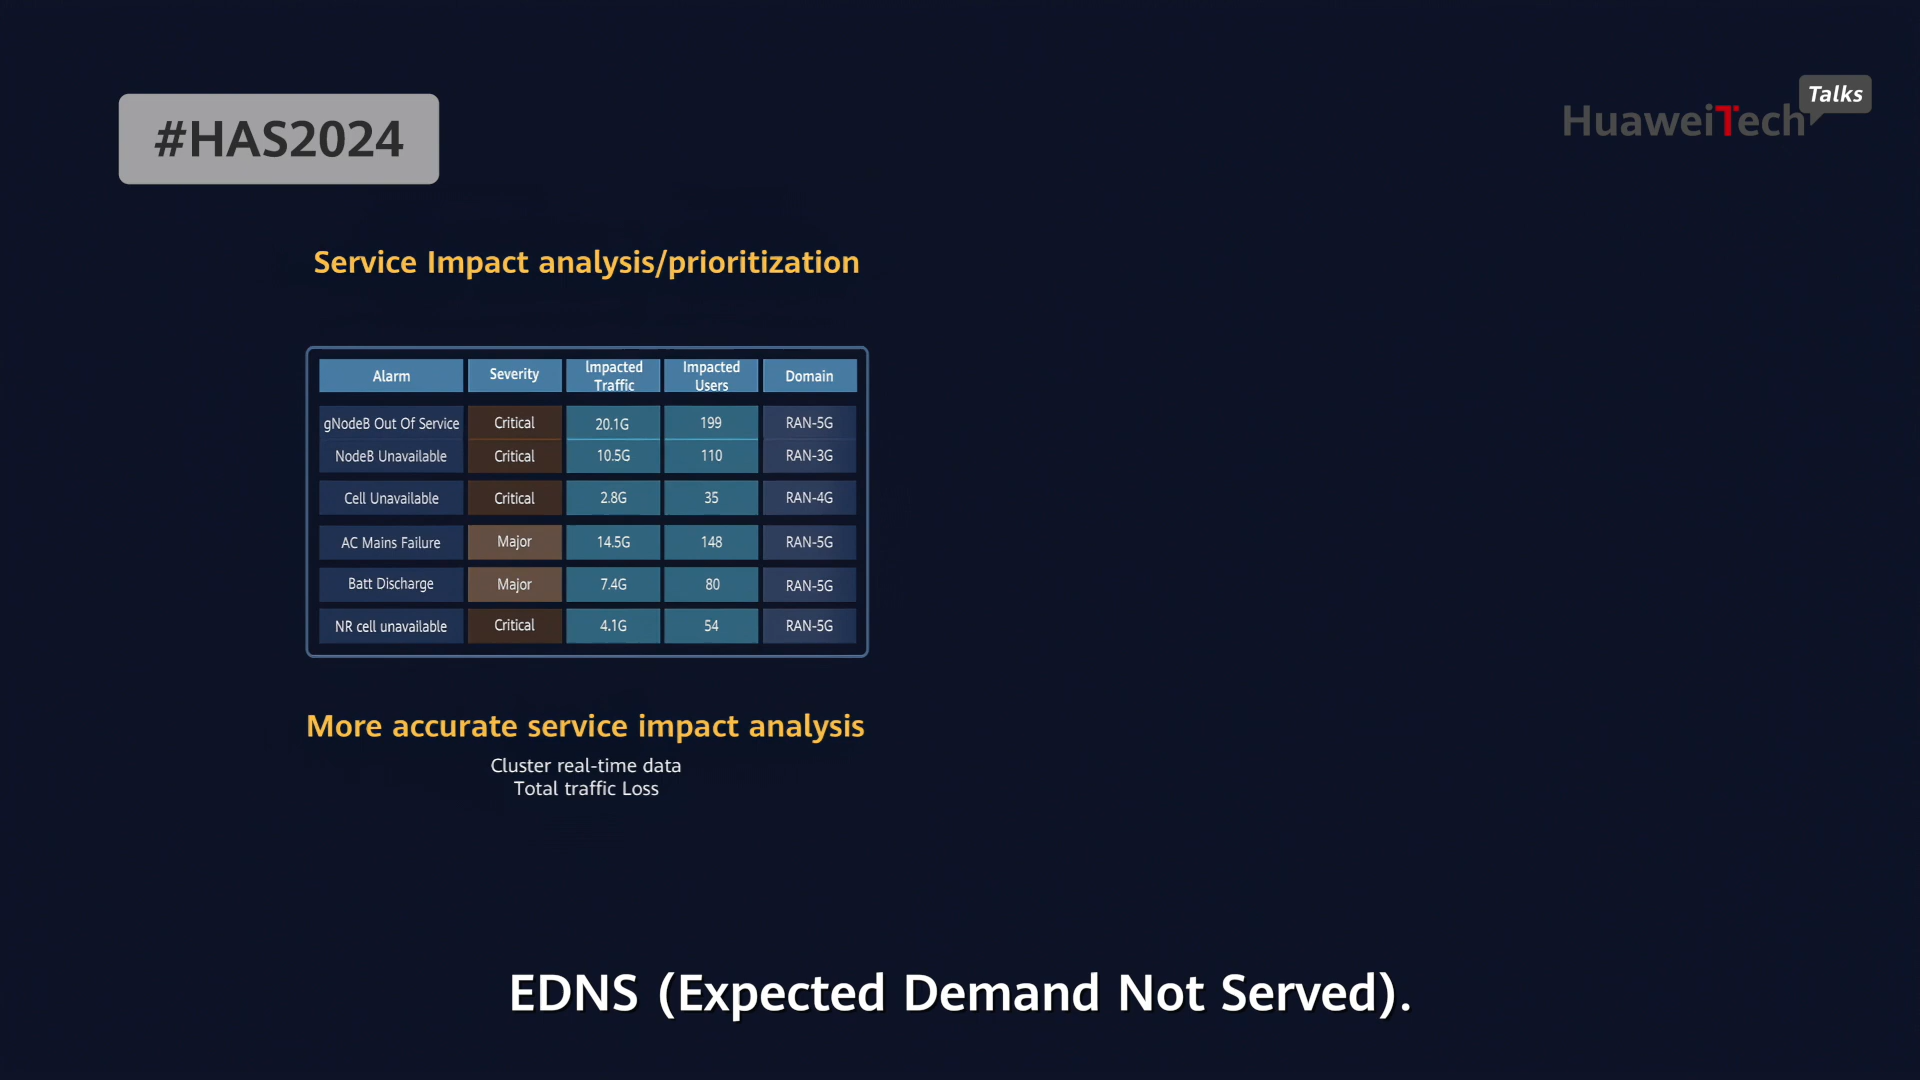 #HAS2024
HuaweiTech Talks
Service Impact analysis/prioritization
Alarm Severity Impacted Traffic Impacted Users Domain
gNodeB Out Of Service Critical 20.1G 199 RAN-5G
NodeB Unavailable Critical 10.5G 110 RAN-3G
Cell Unavailable Critical 2.8G 35 RAN-4G
AC Mains Failure Major 14.5G 148 RAN-5G
Batt Discharge Major 7.4G 80 RAN-5G
NR cell unavailable Critical 4.1G 54 RAN-5G
More accurate service impact analysis
Cluster real-time data
Total traffic Loss
EDNS (Expected Demand Not Served).